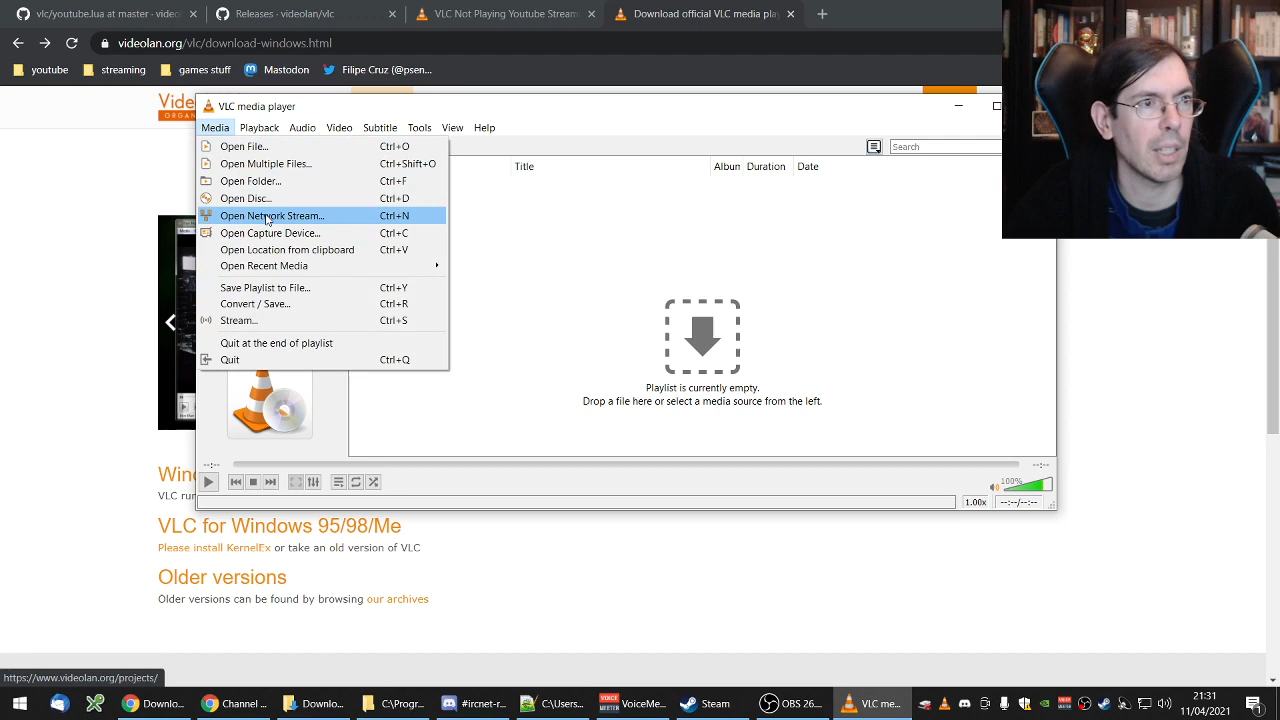 vlc/youtube.lua at master · videola
Releases · videolan/vlc
VLC Not Playing Youtube Stream
Download official VLC media play
videolan.org/vlc/download-windows.html
youtube
streaming
Mastodon
Filipe (@psen...
VLC media player
Media Playback Audio Video Subtitle Tools View Help
Search
Title Album Duration Date
Open File... Ctrl+O
Open Multiple Files... Ctrl+Shift+O
Open Folder... Ctrl+F
Open Disc... Ctrl+D
Open Network Stream... Ctrl+N
Open Capture Device... Ctrl+C
Open Location from clipboard Ctrl+V
Open Recent Media
Save Playlist to File... Ctrl+Y
Convert / Save... Ctrl+R
Stream... Ctrl+S
Quit at the end of playlist
Quit Ctrl+Q
Playlist is currently empty.
Drop a file here or select a media source from the left.
--:-- --:--
100%
1.00x --:--/--:--
VLC for Windows 95/98/Me
Please install KernelEx or take an old version of VLC
Older versions
Older versions can be found by browsing our archives
https://www.videolan.org/projects/
Downlo... Channel ... Downlo... C:\Progr... Discord C:\Users... VoiceMe... Steam OBS 26... VLC me...
21:31
11/04/2021